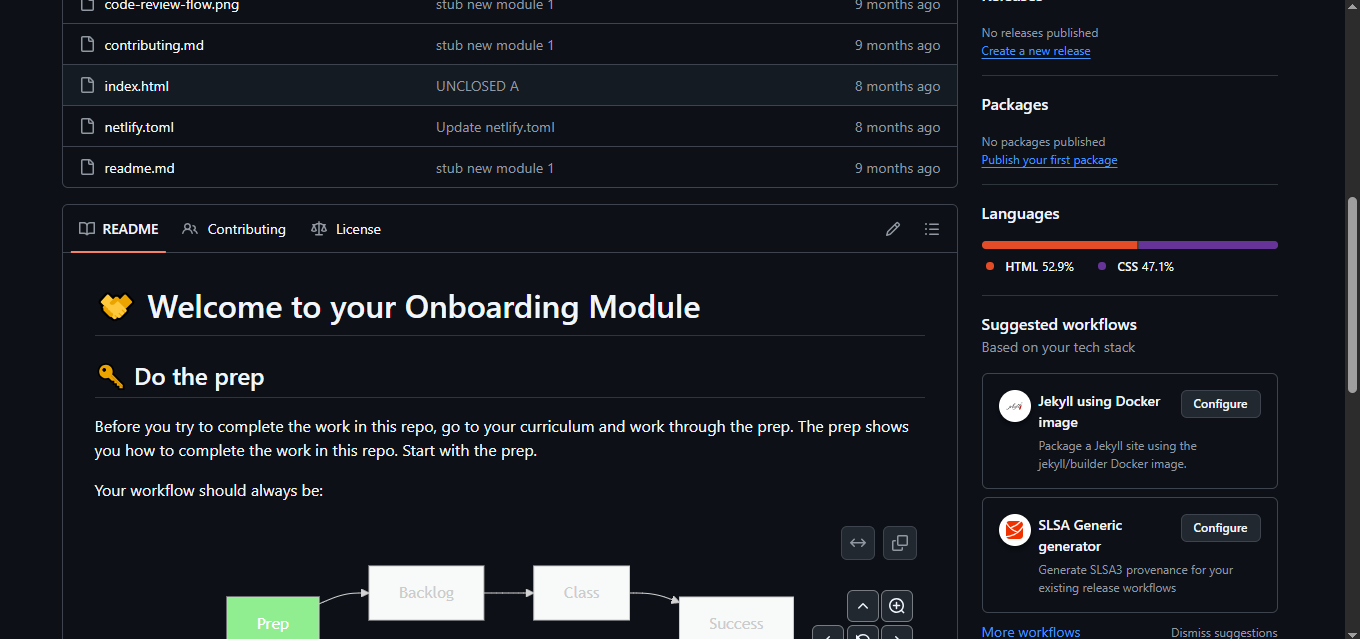 code-review-flow.png stub new module 1 9 months ago
contributing.md stub new module 1 9 months ago
index.html UNCLOSED A 8 months ago
netlify.toml Update netlify.toml 8 months ago
readme.md stub new module 1 9 months ago
README Contributing License
Welcome to your Onboarding Module
Do the prep
Before you try to complete the work in this repo, go to your curriculum and work through the prep. The prep shows
you how to complete the work in this repo. Start with the prep.
Your workflow should always be:
Prep
Backlog
Class
Success
Releases
No releases published
Create a new release
Packages
No packages published
Publish your first package
Languages
HTML 52.9% CSS 47.1%
Suggested workflows
Based on your tech stack
Jekyll using Docker
image
Configure
Package a Jekyll site using the
jekyll/builder Docker image.
SLSA Generic
generator
Configure
Generate SLSA3 provenance for your
existing release workflows
More workflows Dismiss suggestions